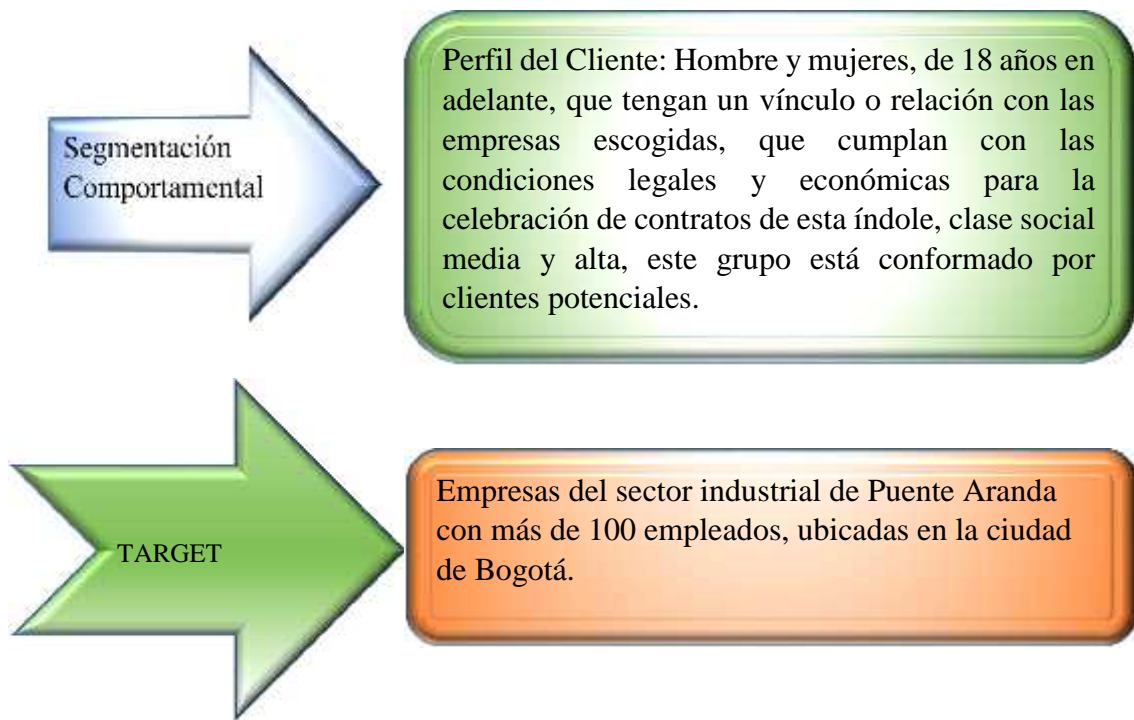 Segmentación
Comportamental
Perfil del Cliente: Hombre y mujeres, de 18 años en
adelante, que tengan un vínculo o relación con las
empresas escogidas, que cumplan con las
condiciones legales y económicas para la
celebración de contratos de esta índole, clase social
media y alta, este grupo está conformado por
clientes potenciales.
TARGET
Empresas del sector industrial de Puente Aranda
con más de 100 empleados, ubicadas en la ciudad
de Bogotá.